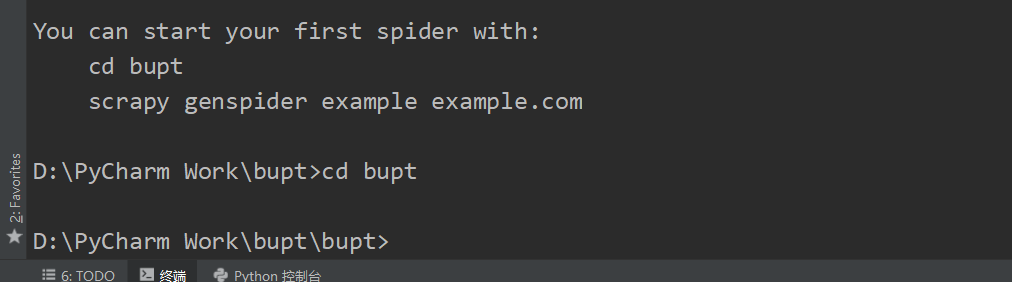 You can start your first spider with:
    cd bupt
    scrapy genspider example example.com
D:\PyCharm Work\bupt>cd bupt
D:\PyCharm Work\bupt\bupt>
2: Favorites
6: TODO 终端 Python 控制台